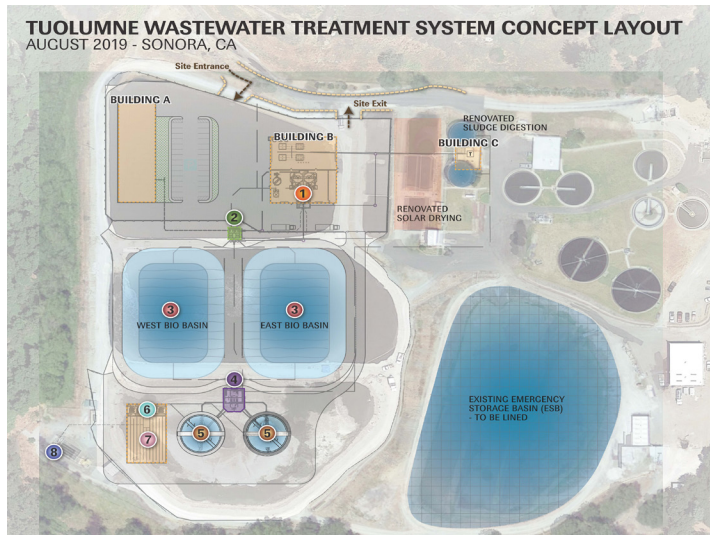 TUOLUMNE WASTEWATER TREATMENT SYSTEM CONCEPT LAYOUT
AUGUST 2019 - SONORA, CA
Site Entrance
Site Exit
BUILDING A
BUILDING B
RENOVATED
SLUDGE DIGESTION
BUILDING C
T
1
RENOVATED
SOLAR DRYING
2
3
WEST BIO BASIN
3
EAST BIO BASIN
4
EXISTING EMERGENCY
STORAGE BASIN (ESB)
- TO BE LINED
6
5
5
7
8